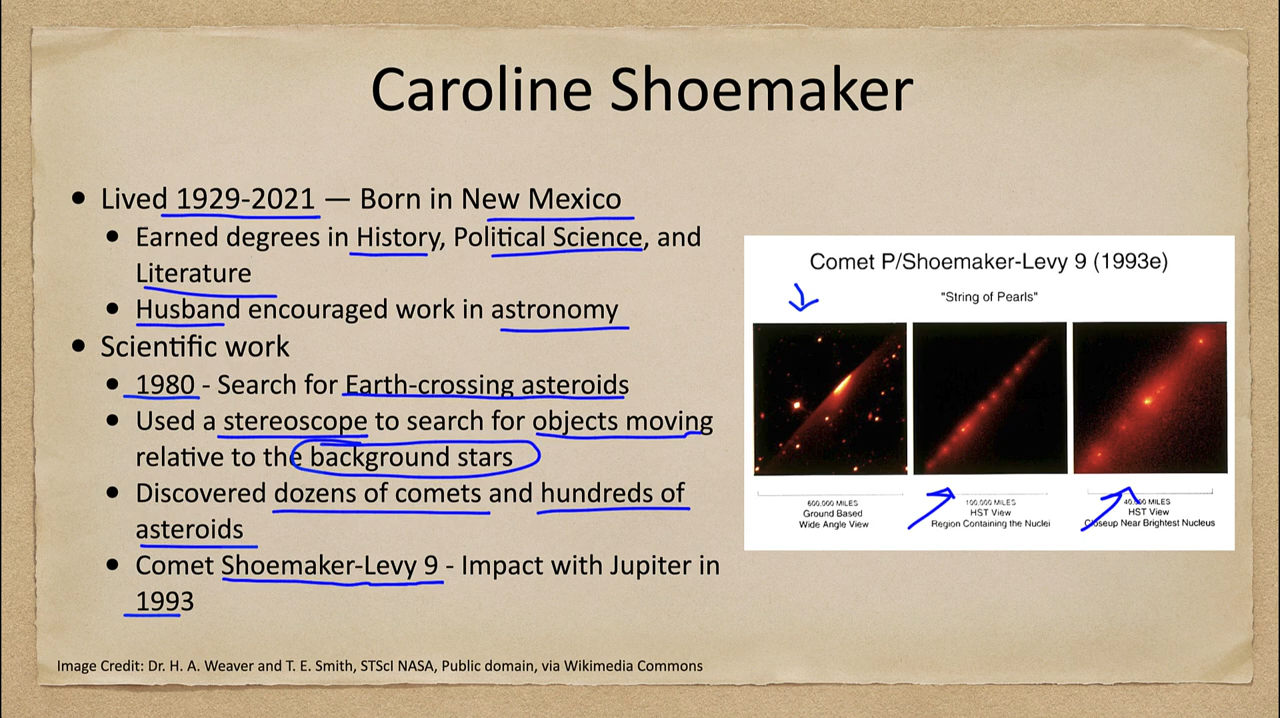 Caroline Shoemaker
• Lived 1929-2021 — Born in New Mexico
• Earned degrees in History, Political Science, and
Literature
• Husband encouraged work in astronomy
• Scientific work
• 1980 - Search for Earth-crossing asteroids
• Used a stereoscope to search for objects moving
relative to the background stars
• Discovered dozens of comets and hundreds of
asteroids
• Comet Shoemaker-Levy 9 - Impact with Jupiter in
1993
Comet P/Shoemaker-Levy 9 (1993e)
"String of Pearls"
600,000 MILES
Ground Based
Wide Angle View
100,000 MILES
HST View
Region Containing the Nuclei
MILES
HST View
Closeup Near Brightest Nucleus
Image Credit: Dr. H. A. Weaver and T. E. Smith, STScI NASA, Public domain, via Wikimedia Commons